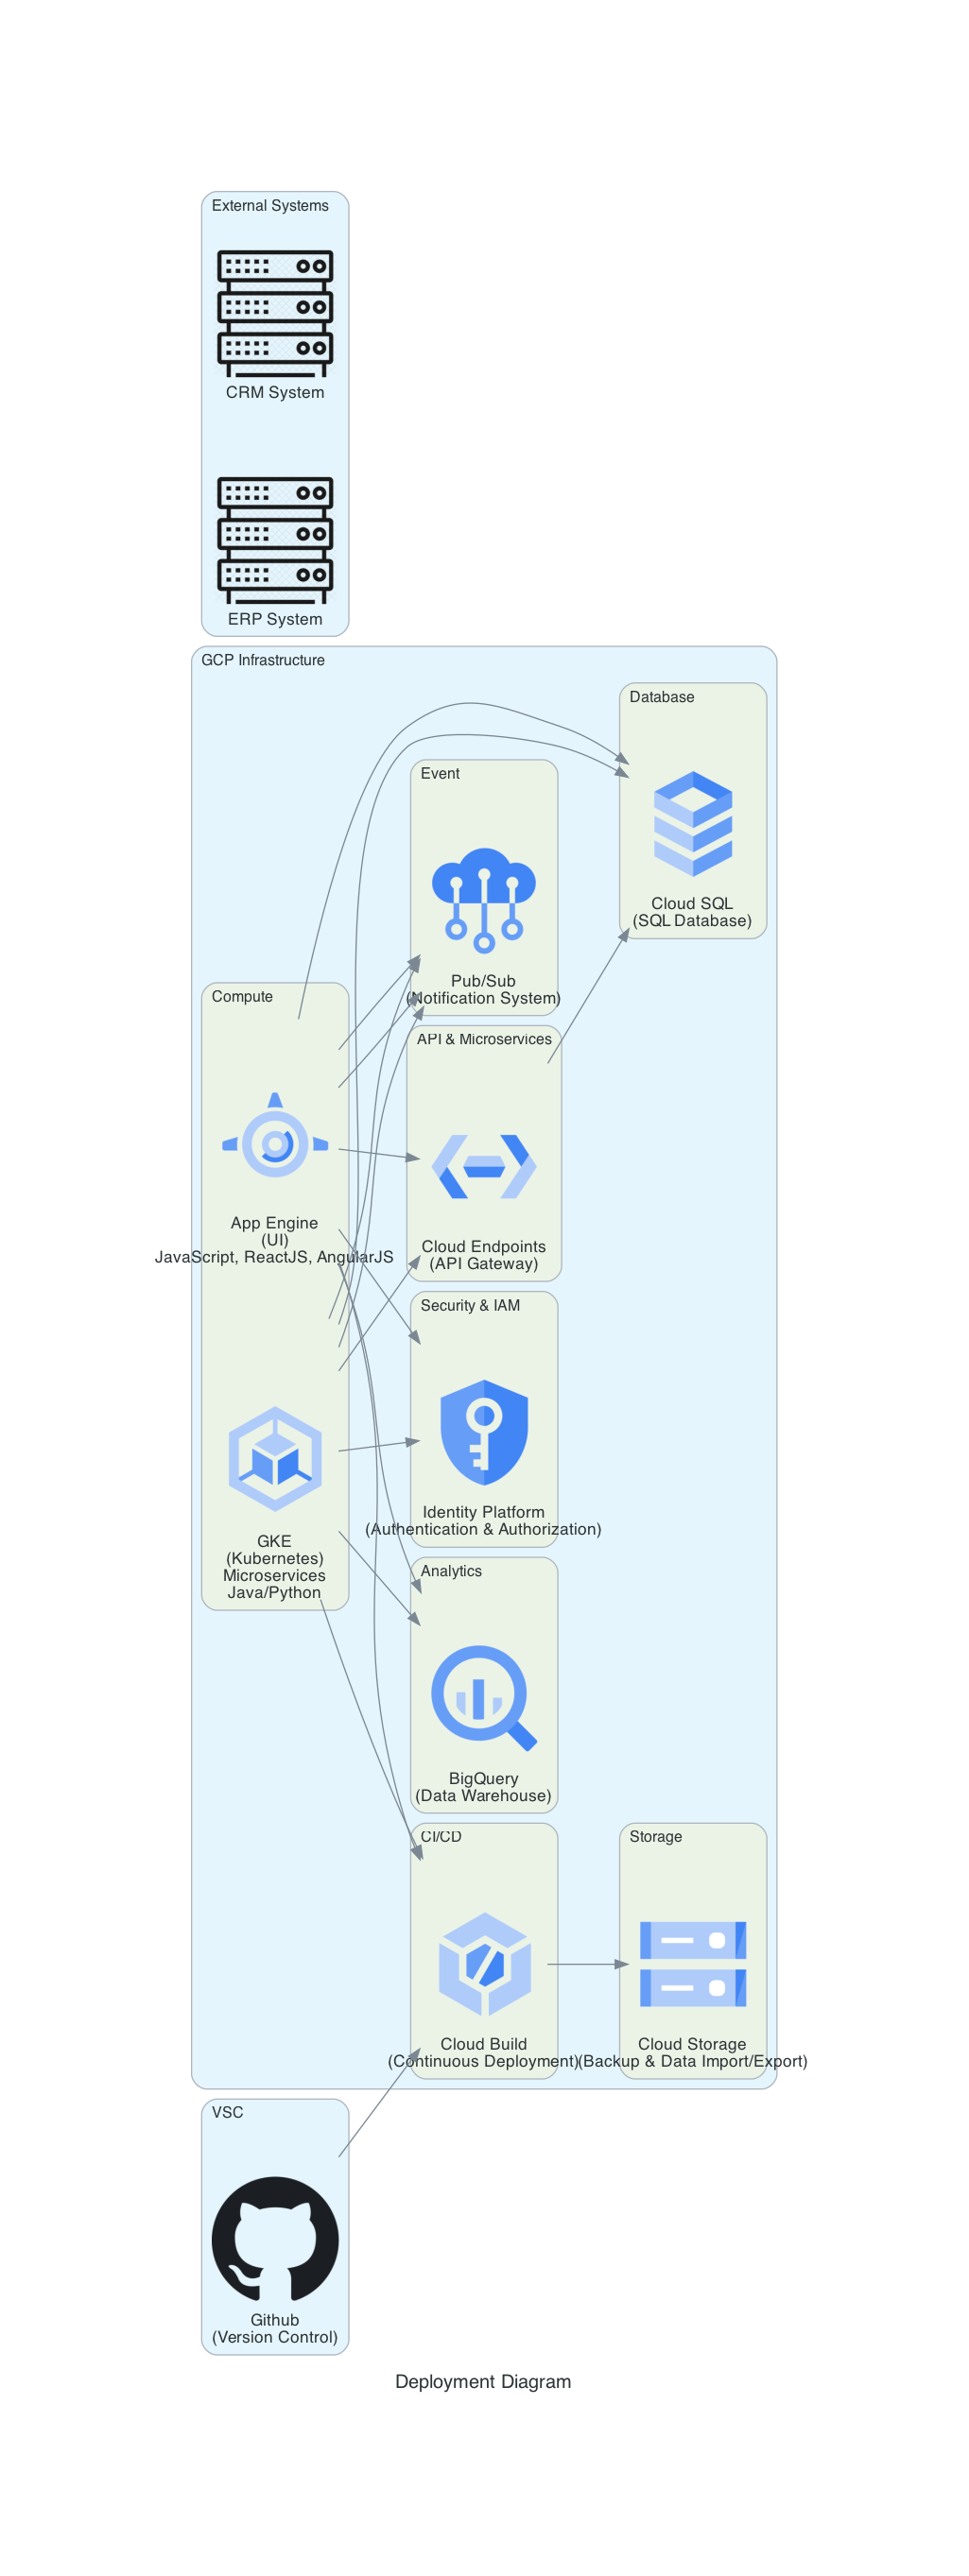 External Systems
CRM System
ERP System
GCP Infrastructure
Database
Cloud SQL
(SQL Database)
Event
Pub/Sub
(Notification System)
Compute
App Engine
(UI)
JavaScript, ReactJS, AngularJS
GKE
(Kubernetes)
Microservices
Java/Python
API & Microservices
Cloud Endpoints
(API Gateway)
Security & IAM
Identity Platform
(Authentication & Authorization)
Analytics
BigQuery
(Data Warehouse)
CI/CD
Cloud Build
(Continuous Deployment)
Storage
Cloud Storage
(Backup & Data Import/Export)
VSC
Github
(Version Control)
Deployment Diagram